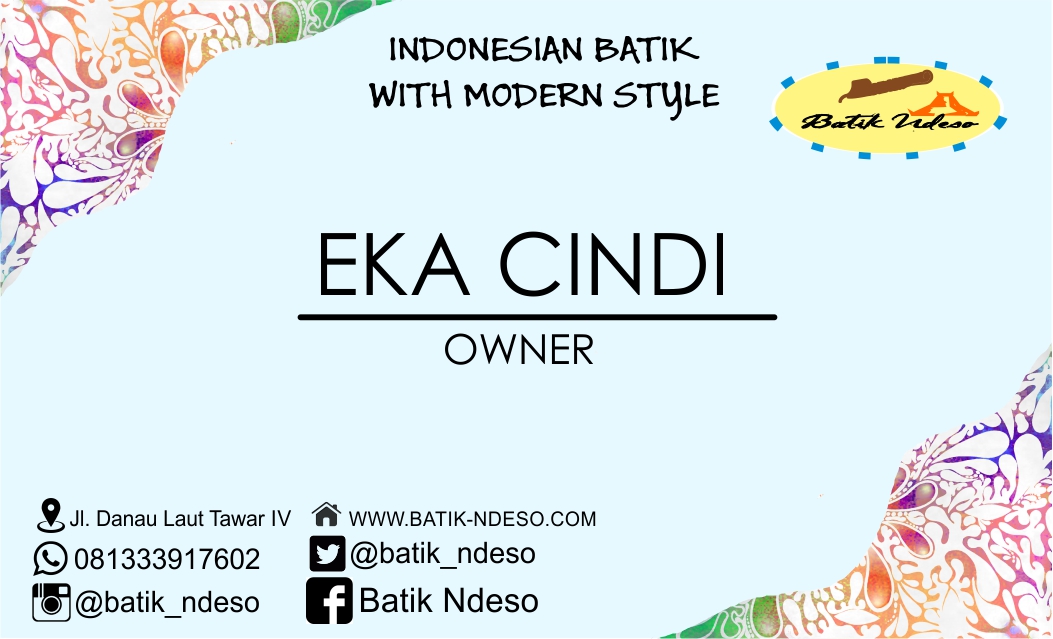 INDONESIAN BATIK
WITH MODERN STYLE
Batik Ndeso
EKA CINDI
OWNER
Jl. Danau Laut Tawar IV
081333917602
@batik_ndeso
WWW.BATIK-NDESO.COM
@batik_ndeso
Batik Ndeso